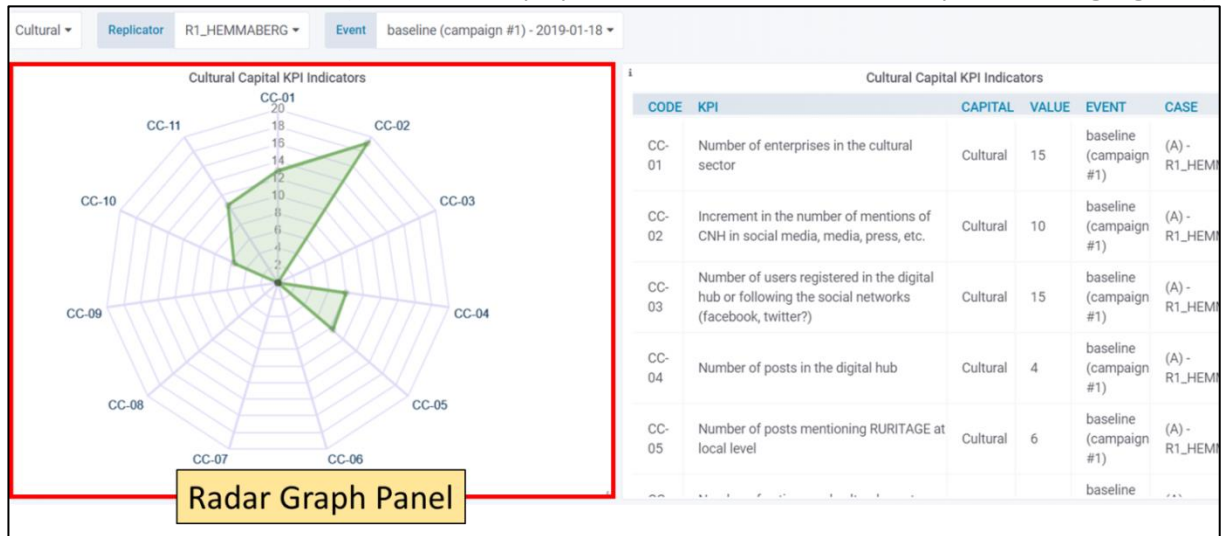 Cultural Replicator R1_HEMMABERG Event baseline (campaign #1) - 2019-01-18
Cultural Capital KPI Indicators
CC-01
20
18
16
14
12
10
8
6
4
2
CC-02
CC-03
CC-04
CC-05
CC-06
CC-07
CC-08
CC-09
CC-10
CC-11
Radar Graph Panel
i
Cultural Capital KPI Indicators
CODE KPI CAPITAL VALUE EVENT CASE
CC-
01
Number of enterprises in the cultural
sector
Cultural
15
baseline
(campaign
#1)
(A) -
R1_HEMM
CC-
02
Increment in the number of mentions of
CNH in social media, media, press, etc.
Cultural
10
baseline
(campaign
#1)
(A) -
R1_HEMM
CC-
03
Number of users registered in the digital
hub or following the social networks
(facebook, twitter?)
Cultural
15
baseline
(campaign
#1)
(A) -
R1_HEMM
CC-
04
Number of posts in the digital hub
Cultural
4
baseline
(campaign
#1)
(A) -
R1_HEMM
CC-
05
Number of posts mentioning RURITAGE at
local level
Cultural
6
baseline
(campaign
#1)
(A) -
R1_HEMM
baseline